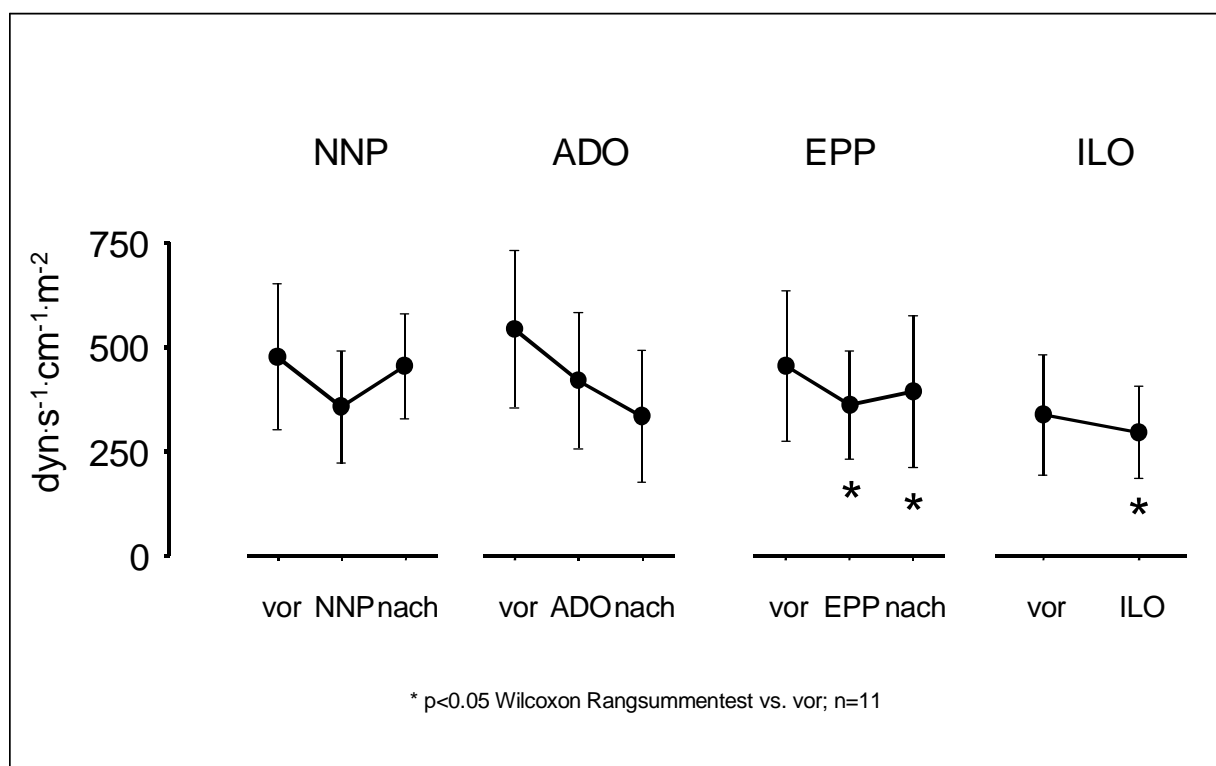 NNP ADO EPP ILO
dyn·s⁻¹·cm⁻¹·m⁻²
750
500
250
0
* * *
vor NNP nach vor ADO nach vor EPP nach vor ILO
* p<0.05 Wilcoxon Rangsummentest vs. vor; n=11